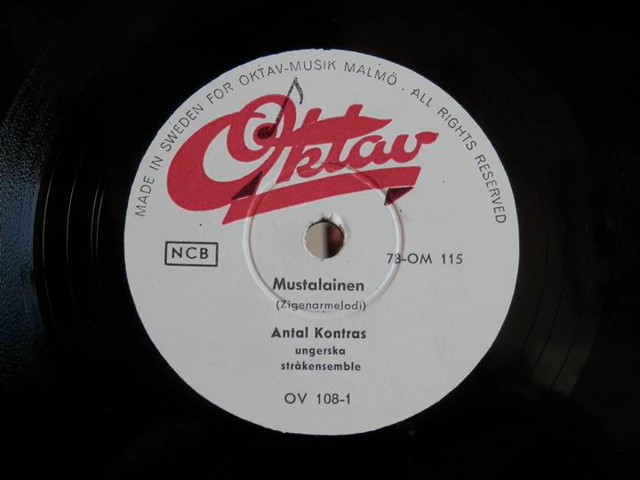 MADE IN SWEDEN FOR OKTAV-MUSIK MALMÖ . ALL RIGHTS RESERVED
Oktav
NCB
78-OM 115
Mustalainen
(Zigenarmelodi)
Antal Kontras
ungerska
stråkensemble
OV 108-1